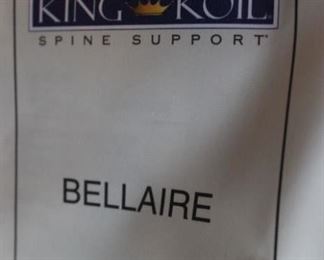 KING KOIL
SPINE SUPPORT
BELLAIRE